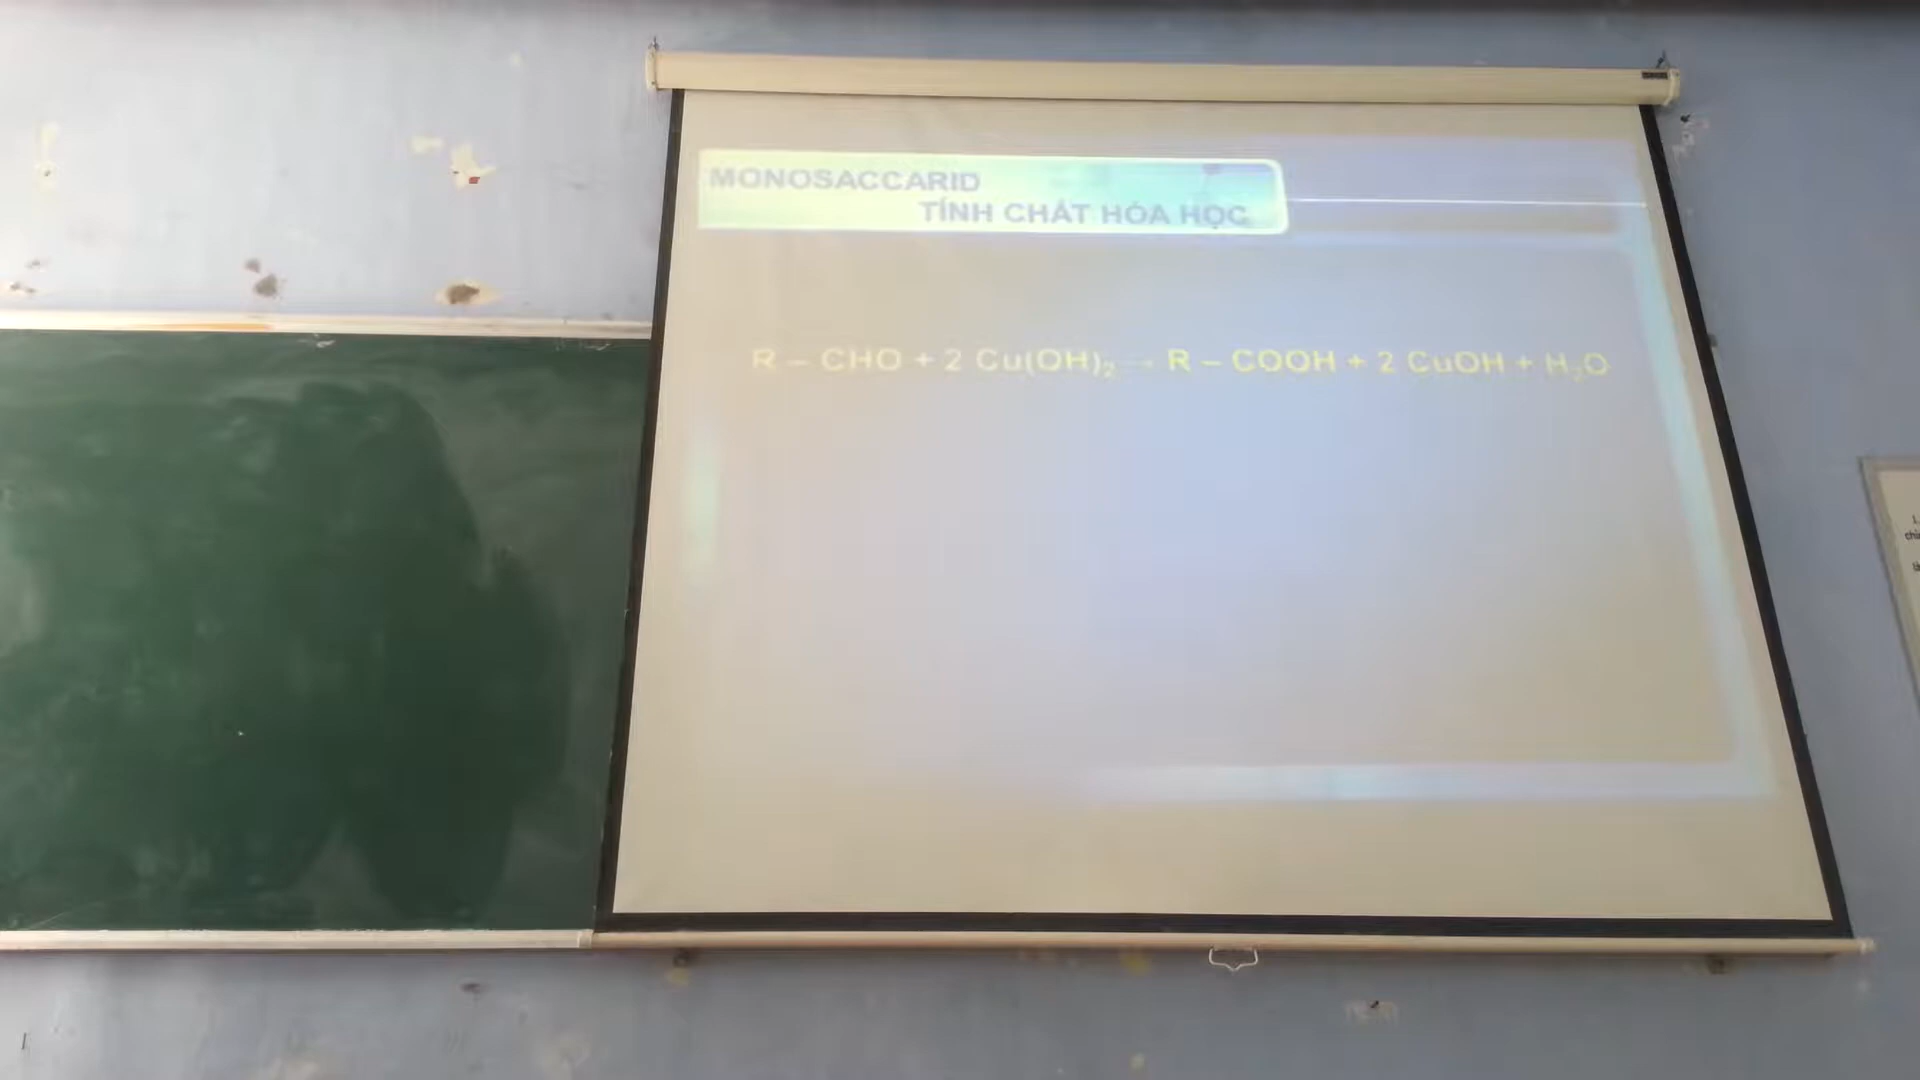 MONOSACCARID
TÍNH CHẤT HÓA HỌC
R – CHO + 2 Cu(OH)₂ → R – COOH + 2 CuOH + H₂O